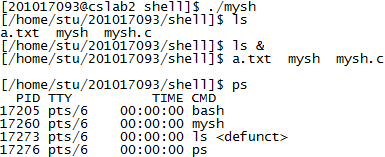 [201017093@cslab2 shell]$ ./mysh
[/home/stu/201017093/shell]$ ls
a.txt  mysh  mysh.c
[/home/stu/201017093/shell]$ ls &
[/home/stu/201017093/shell]$ a.txt  mysh  mysh.c
[/home/stu/201017093/shell]$ ps
  PID TTY          TIME CMD
17205 pts/6    00:00:00 bash
17260 pts/6    00:00:00 mysh
17273 pts/6    00:00:00 ls <defunct>
17276 pts/6    00:00:00 ps